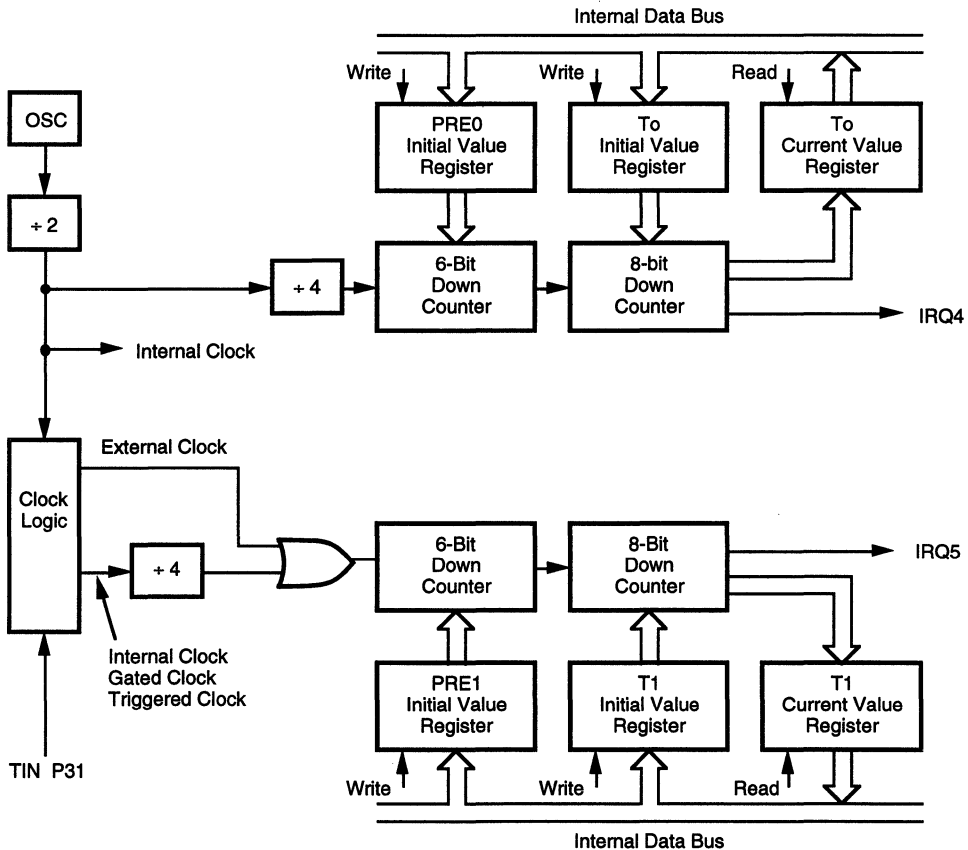 Internal Data Bus
Write
Write
Read
OSC
PRE0
Initial Value
Register
To
Initial Value
Register
To
Current Value
Register
÷ 2
÷ 4
6-Bit
Down
Counter
8-bit
Down
Counter
IRQ4
Internal Clock
External Clock
Clock
Logic
÷ 4
6-Bit
Down
Counter
8-Bit
Down
Counter
IRQ5
Internal Clock
Gated Clock
Triggered Clock
PRE1
Initial Value
Register
T1
Initial Value
Register
T1
Current Value
Register
TIN P31
Write
Write
Read
Internal Data Bus